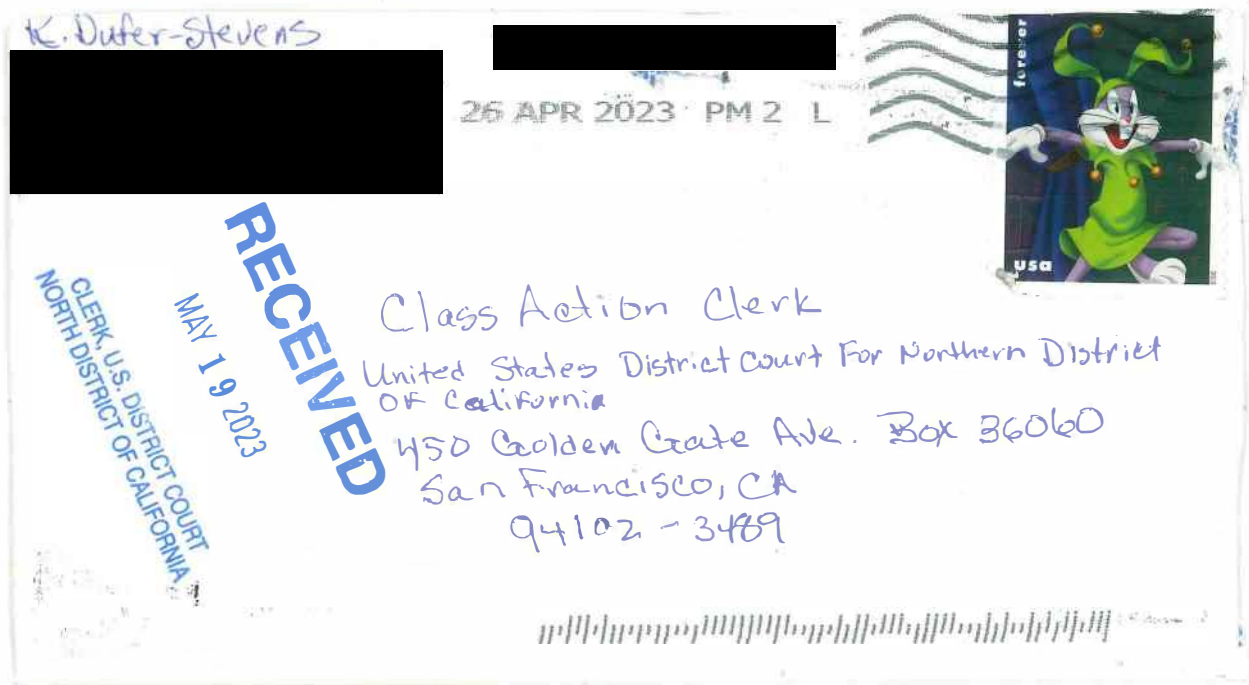 K. Dufer-Stevens
26 APR 2023 PM 2 L
forever
usa
RECEIVED
MAY 19 2023
CLERK, U.S. DISTRICT COURT
NORTH DISTRICT OF CALIFORNIA
Class Action Clerk
United States District Court For Northern District
OF California
450 Golden Gate Ave. Box 36060
San Francisco, CA
94102-3489